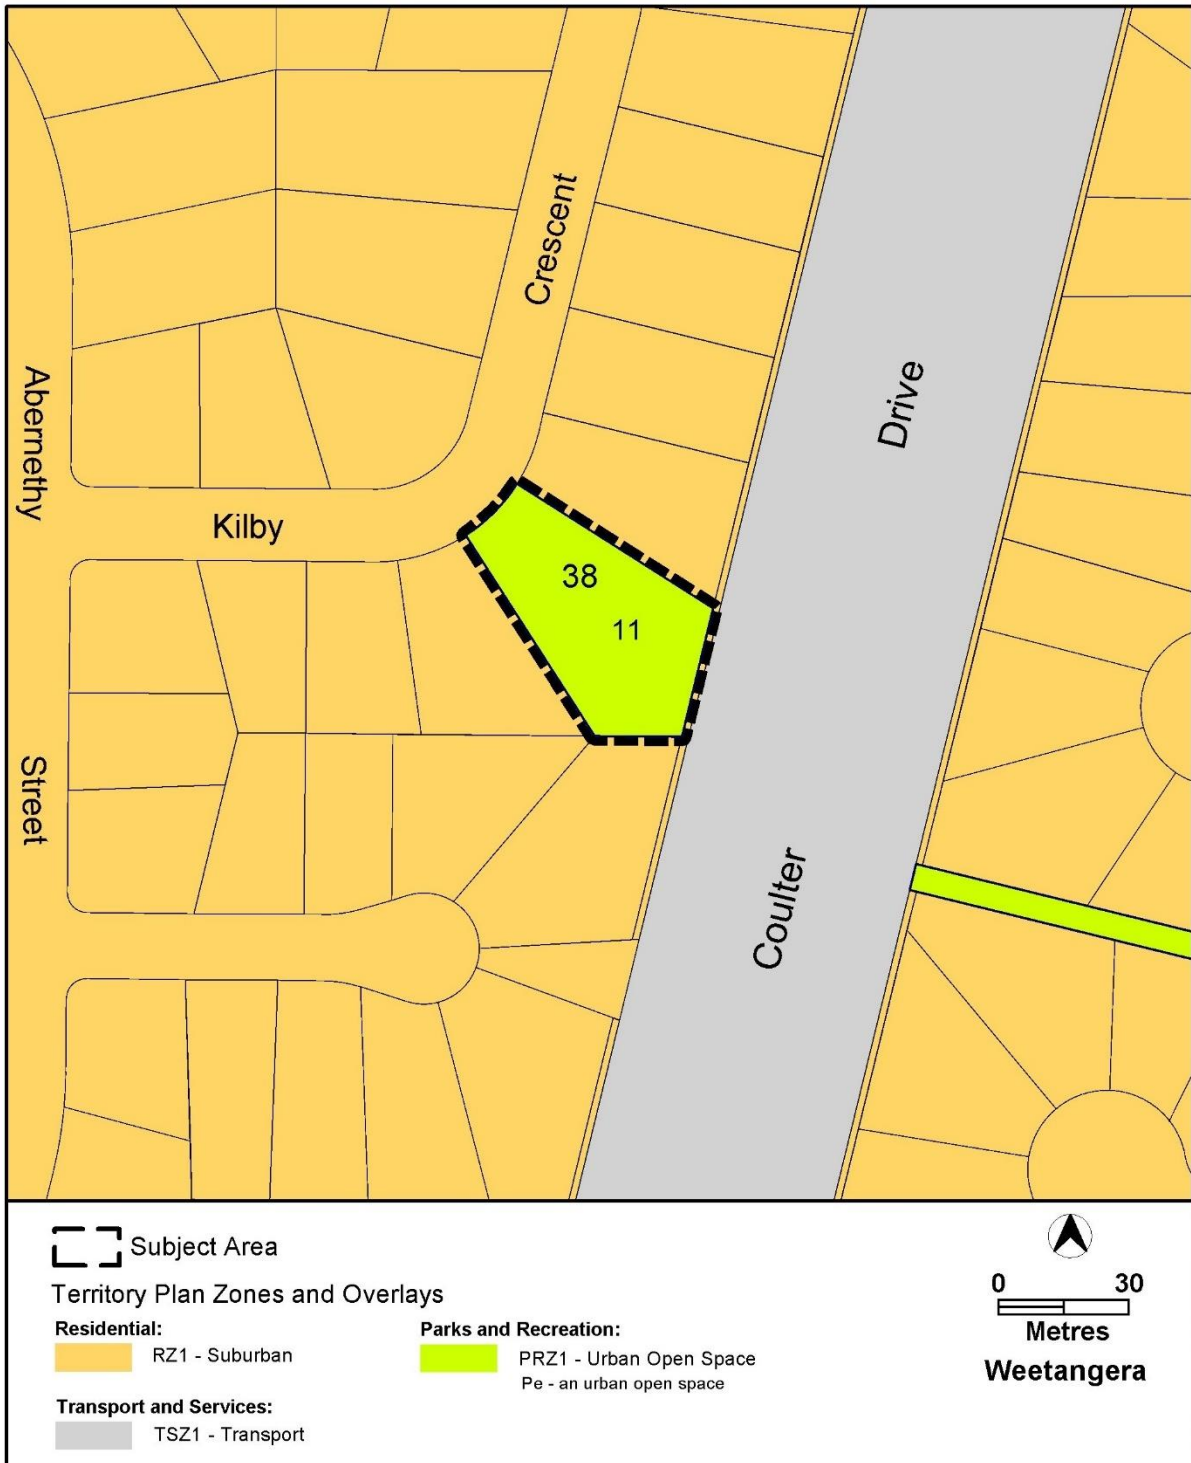 Crescent
Drive
Abernethy
Kilby
38
11
Street
Coulter
Subject Area
Territory Plan Zones and Overlays
Residential:
RZ1 - Suburban
Parks and Recreation:
PRZ1 - Urban Open Space
Pe - an urban open space
Transport and Services:
TSZ1 - Transport
0 30
Metres
Weetangera